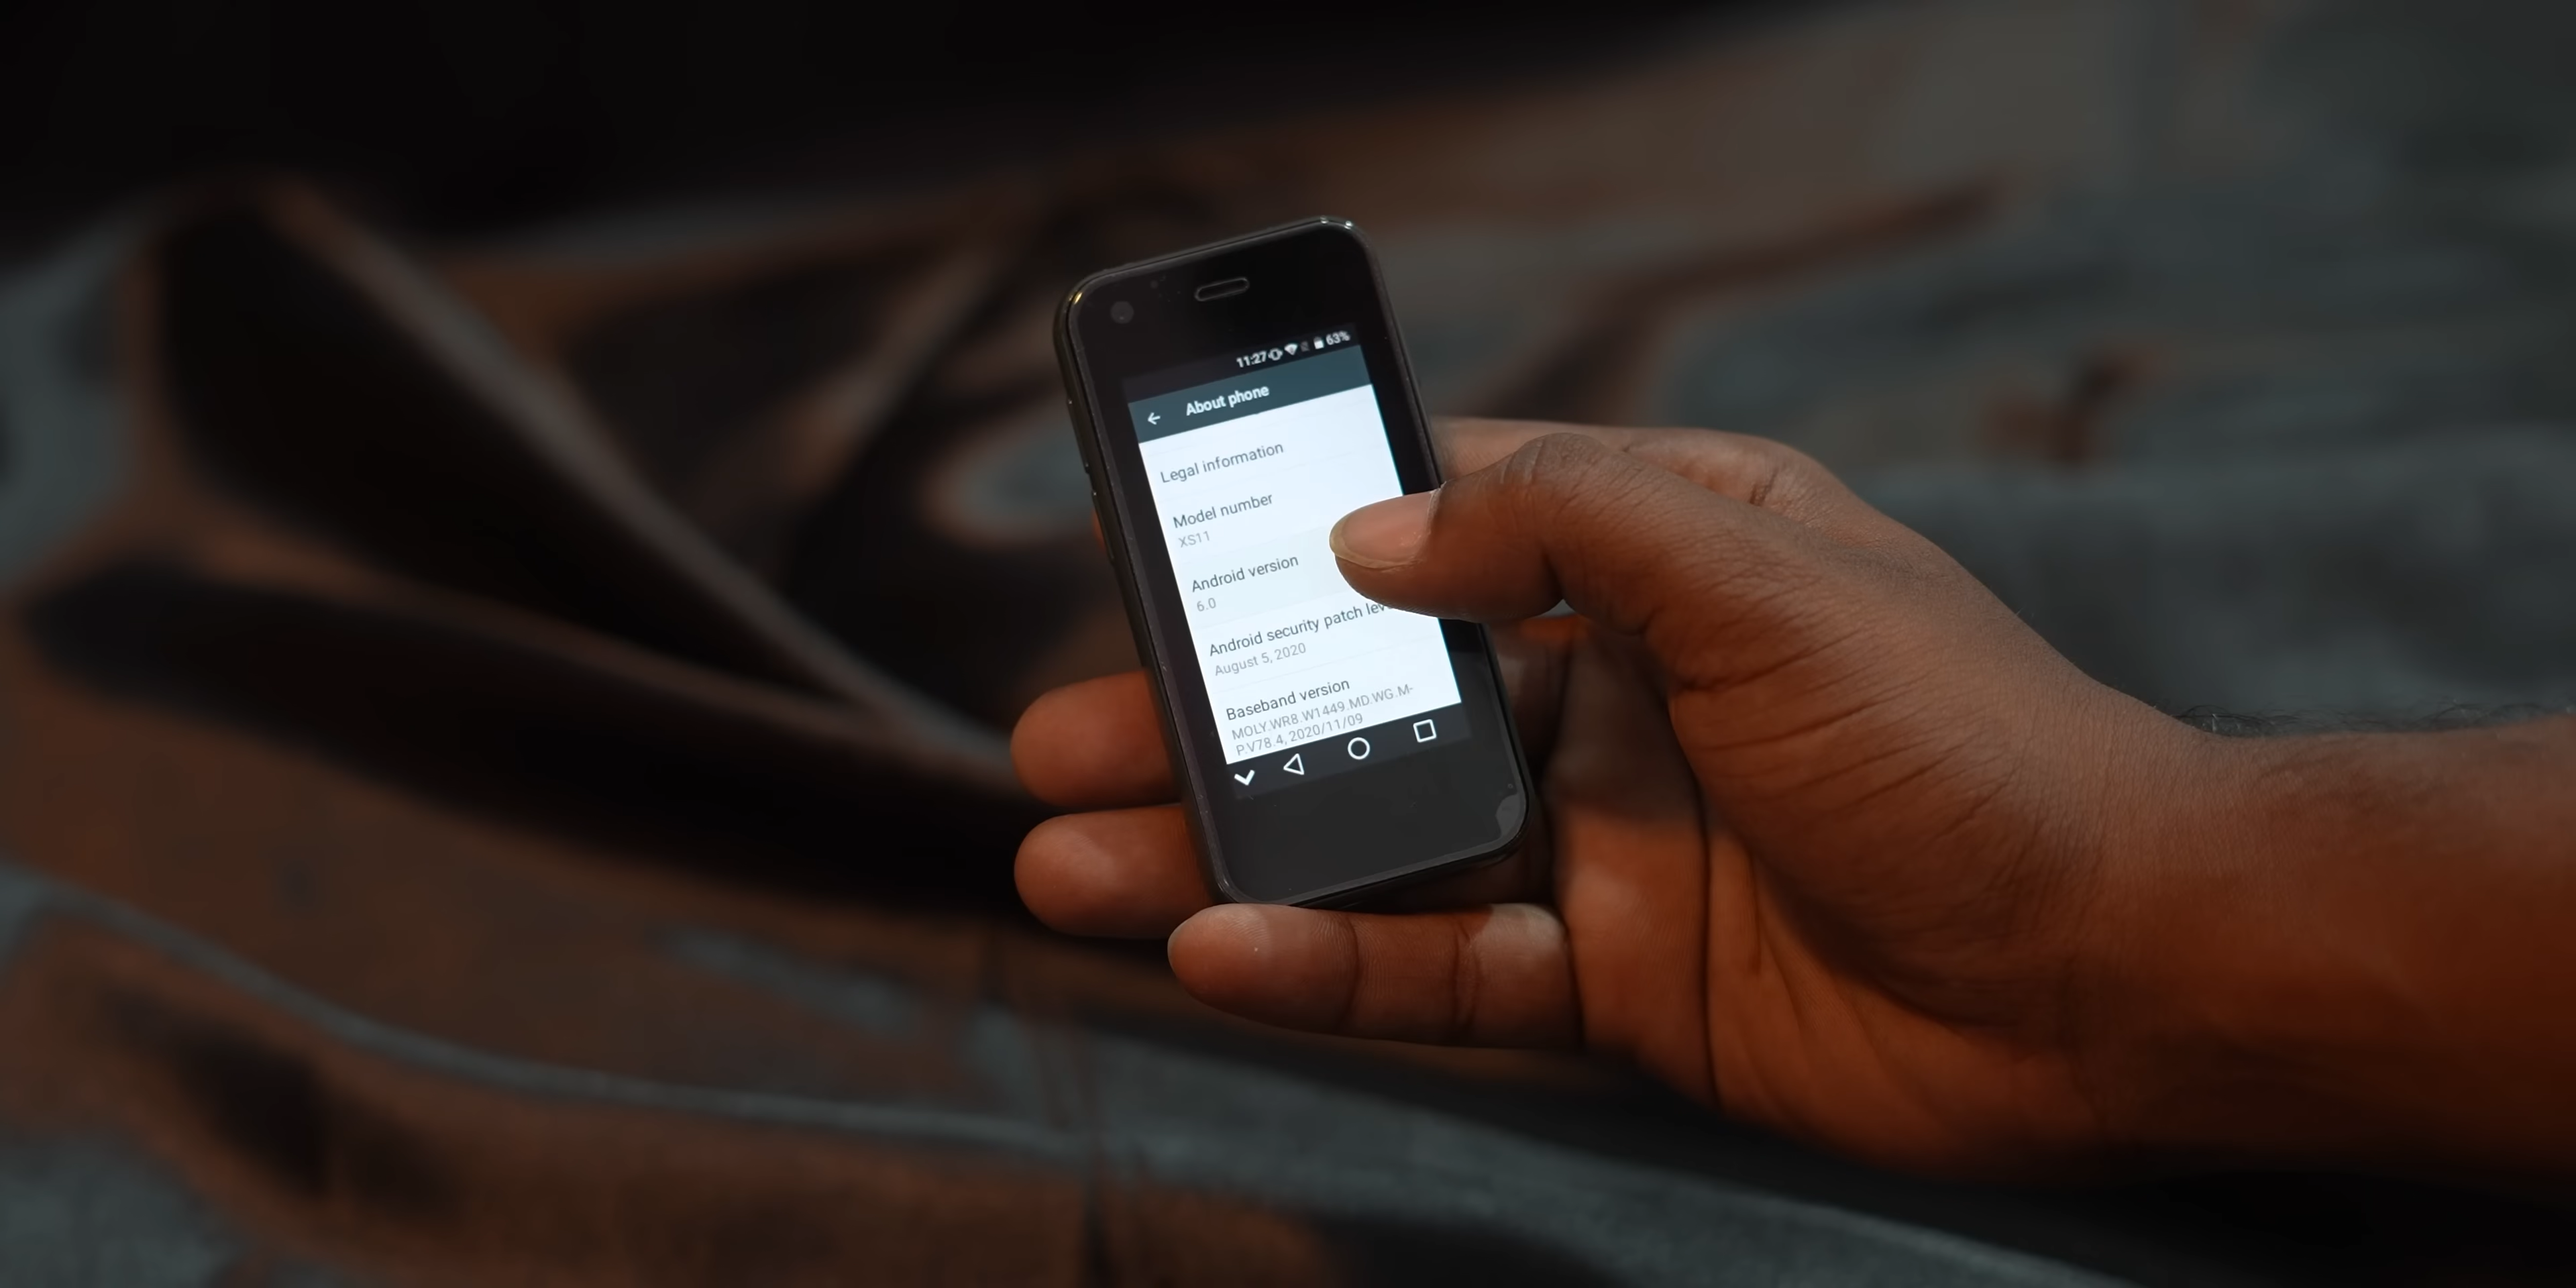 11:27 63%
About phone
Legal information
Model number
XS11
Android version
6.0
Android security patch
August 5, 2020
Baseband version
MOLY.WR8.W1449.MD.WG.M-
P.V78.4, 2020/11/09